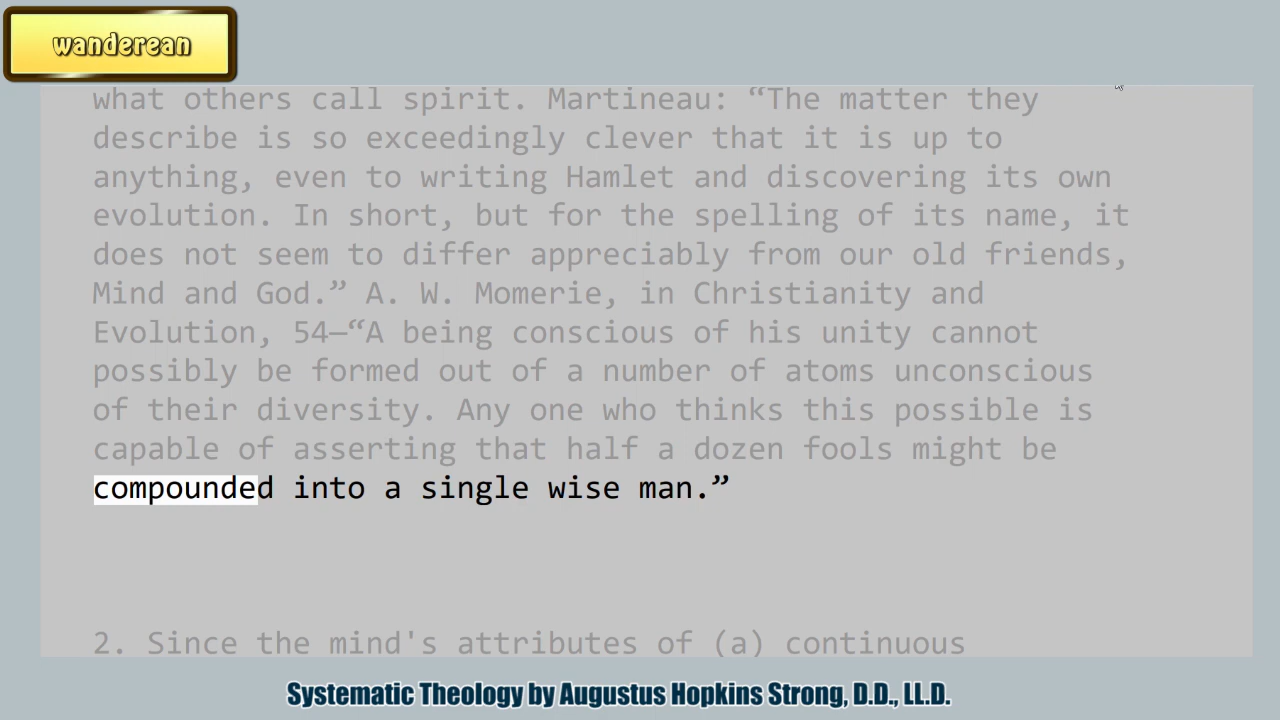 wanderean
what others call spirit. Martineau: “The matter they
describe is so exceedingly clever that it is up to
anything, even to writing Hamlet and discovering its own
evolution. In short, but for the spelling of its name, it
does not seem to differ appreciably from our old friends,
Mind and God.” A. W. Momerie, in Christianity and
Evolution, 54—“A being conscious of his unity cannot
possibly be formed out of a number of atoms unconscious
of their diversity. Any one who thinks this possible is
capable of asserting that half a dozen fools might be
compounded into a single wise man.”
2. Since the mind's attributes of (a) continuous
Systematic Theology by Augustus Hopkins Strong, D.D., LL.D.